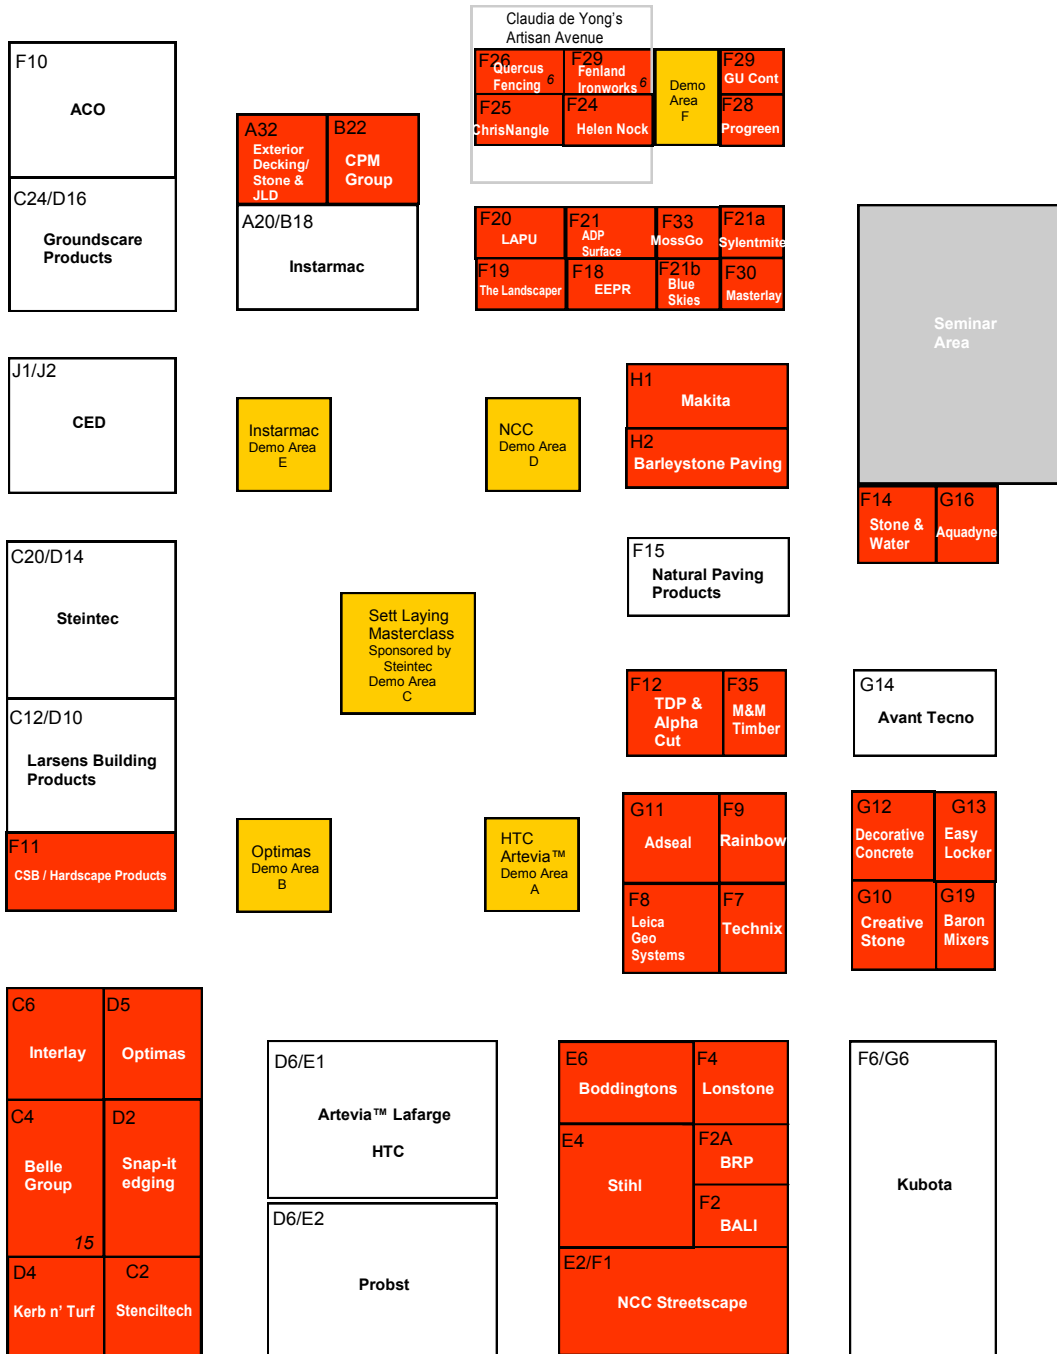 Claudia de Yong's
Artisan Avenue
F10
ACO
C24/D16
Groundscare
Products
A32
Exterior
Decking/
Stone &
JLD
B22
CPM
Group
A20/B18
Instarmac
F26
Quercus
Fencing
6
F29
Fenland
Ironworks
6
F25
ChrisNangle
F24
Helen Nock
Demo
Area
F
F29
GU Cont
F28
Progreen
F20
LAPU
F21
ADP
Surface
F33
MossGo
F21a
Sylentmite
F19
The Landscaper
F18
EEPR
F21b
Blue
Skies
F30
Masterlay
Seminar
Area
J1/J2
CED
Instarmac
Demo Area
E
NCC
Demo Area
D
H1
Makita
H2
Barleystone Paving
F14
Stone &
Water
G16
Aquadyne
C20/D14
Steintec
F15
Natural Paving
Products
Sett Laying
Masterclass
Sponsored by
Steintec
Demo Area
C
C12/D10
Larsens Building
Products
F12
TDP &
Alpha
Cut
F35
M&M
Timber
G14
Avant Tecno
F11
CSB / Hardscape Products
Optimas
Demo Area
B
HTC
Artevia™
Demo Area
A
G11
Adseal
F9
Rainbow
F8
Leica
Geo
Systems
F7
Technix
G12
Decorative
Concrete
G13
Easy
Locker
G10
Creative
Stone
G19
Baron
Mixers
C6
Interlay
D5
Optimas
C4
Belle
Group
15
D2
Snap-it
edging
D4
Kerb n' Turf
C2
Stenciltech
D6/E1
Artevia™ Lafarge
HTC
D6/E2
Probst
E6
Boddingtons
F4
Lonstone
E4
Stihl
F2A
BRP
F2
BALI
E2/F1
NCC Streetscape
F6/G6
Kubota